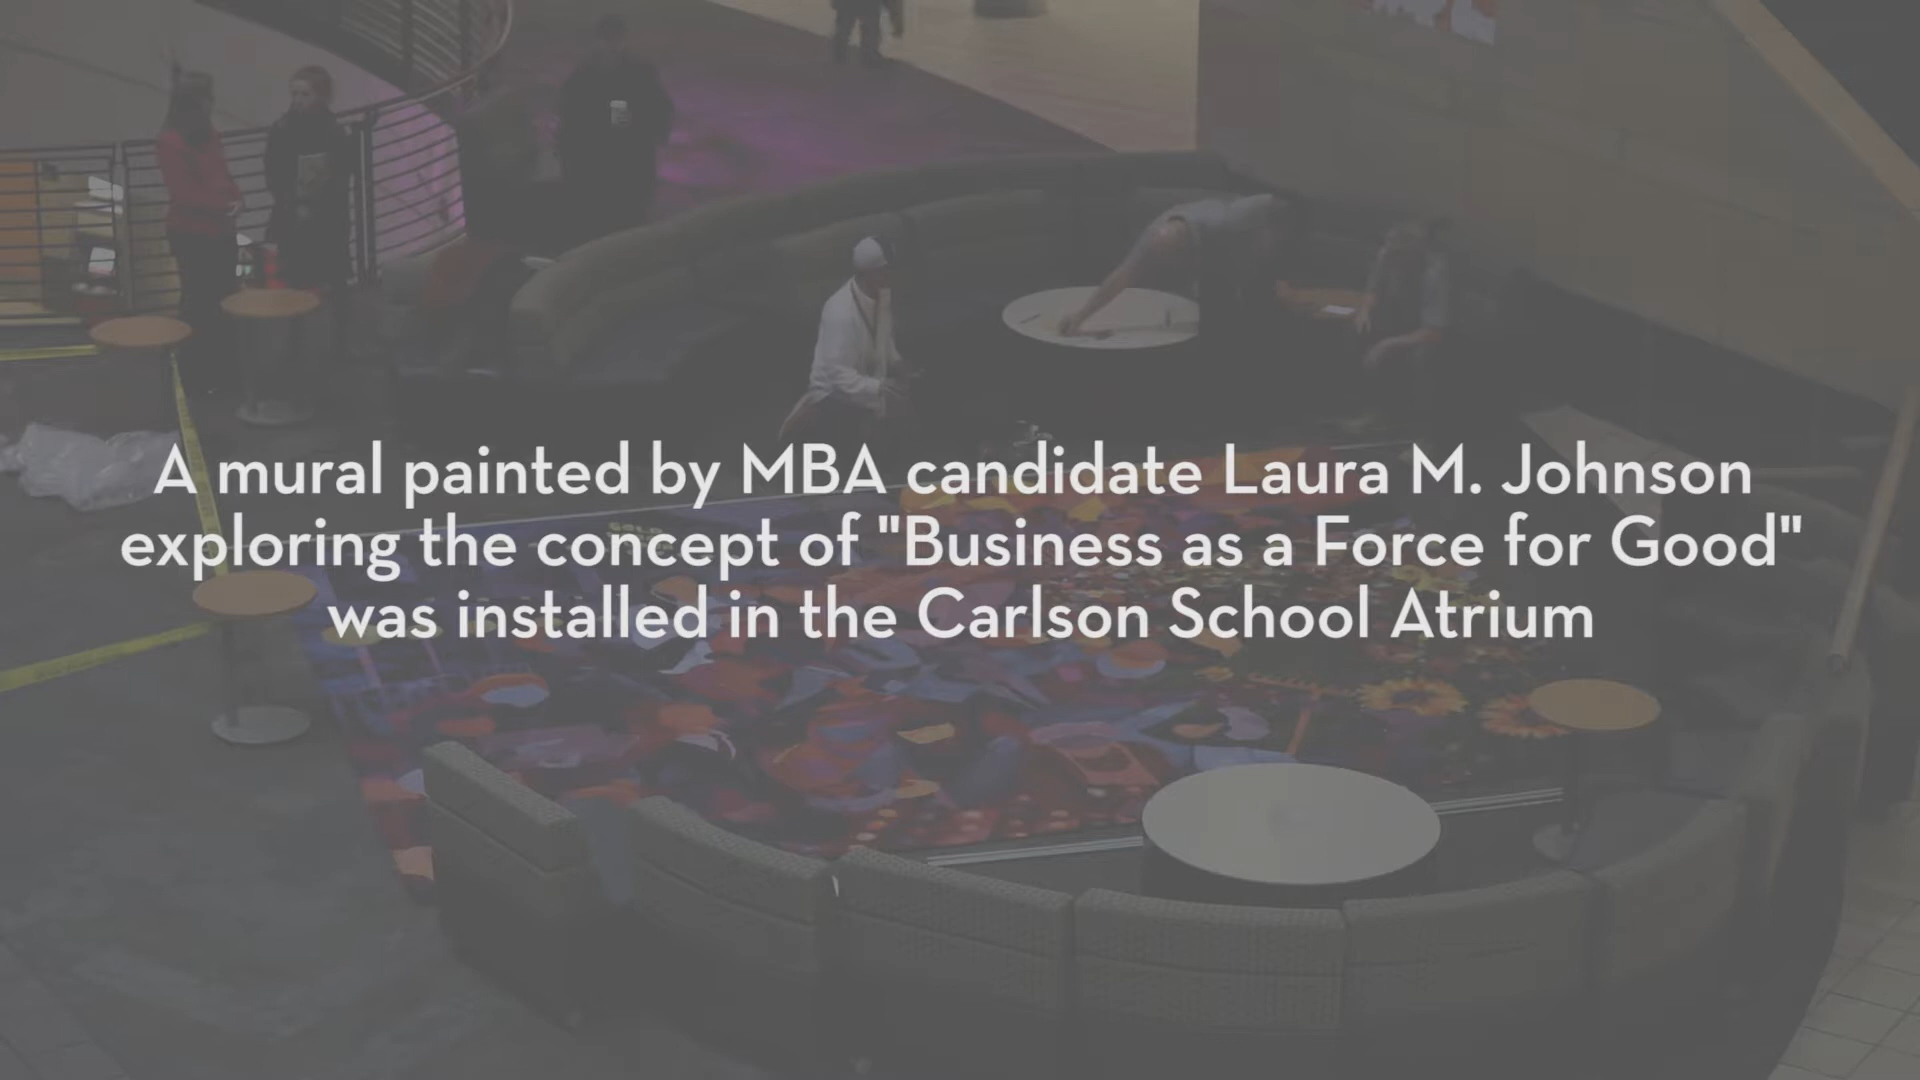 A mural painted by MBA candidate Laura M. Johnson
exploring the concept of "Business as a Force for Good"
was installed in the Carlson School Atrium